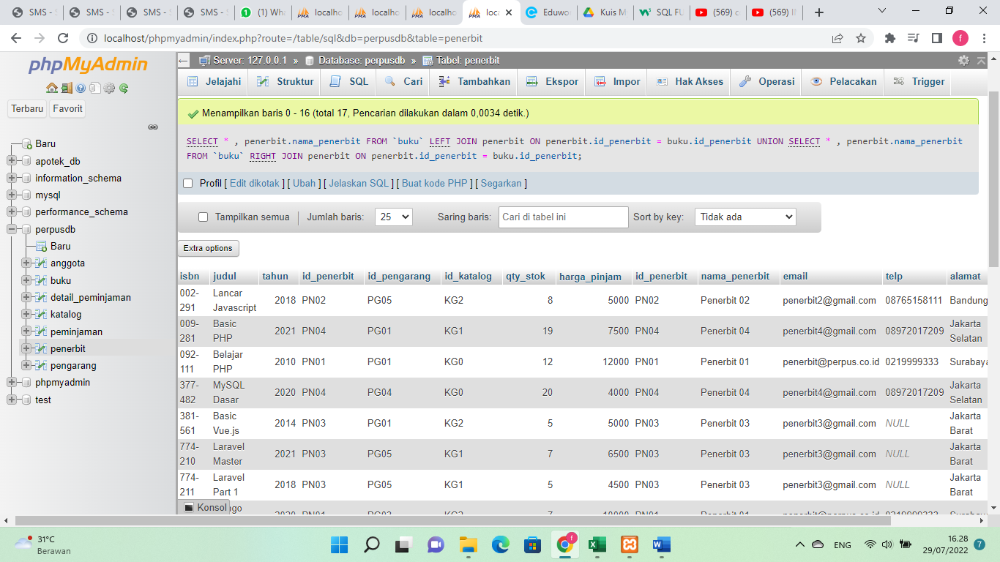 SMS - SMS - SMS - SMS - (1) Wha localho localho localho loca Eduwo Kuis M SQL FU (569) (569)
localhost/phpmyadmin/index.php?route=/table/sql&db=perpusdb&table=penerbit f
phpMyAdmin
Terbaru Favorit
Baru
apotek_db
information_schema
mysql
performance_schema
perpusdb
Baru
anggota
buku
detail_peminjaman
katalog
peminjaman
penerbit
pengarang
phpmyadmin
test
Server: 127.0.0.1 » Database: perpusdb » Tabel: penerbit
Jelajahi Struktur SQL Cari Tambahkan Ekspor Impor Hak Akses Operasi Pelacakan Trigger
Menampilkan baris 0 - 16 (total 17, Pencarian dilakukan dalam 0,0034 detik.)
SELECT * , penerbit.nama_penerbit FROM `buku` LEFT JOIN penerbit ON penerbit.id_penerbit = buku.id_penerbit UNION SELECT * , penerbit.nama_penerbit
FROM `buku` RIGHT JOIN penerbit ON penerbit.id_penerbit = buku.id_penerbit;
Profil [ Edit dikotak ] [ Ubah ] [ Jelaskan SQL ] [ Buat kode PHP ] [ Segarkan ]
Tampilkan semua Jumlah baris: 25 Saring baris: Cari di tabel ini Sort by key: Tidak ada
Extra options
isbn judul tahun id_penerbit id_pengarang id_katalog qty_stok harga_pinjam id_penerbit nama_penerbit email telp alamat
002-291 Lancar Javascript 2018 PN02 PG05 KG2 8 5000 PN02 Penerbit 02 penerbit2@gmail.com 08765158111 Bandung
009-281 Basic PHP 2021 PN04 PG01 KG1 19 7500 PN04 Penerbit 04 penerbit4@gmail.com 08972017209 Jakarta Selatan
092-111 Belajar PHP 2010 PN01 PG01 KG0 12 12000 PN01 Penerbit 01 penerbit@perpus.co.id 0219999333 Surabaya
377-482 MySQL Dasar 2020 PN04 PG04 KG0 20 4000 PN04 Penerbit 04 penerbit4@gmail.com 08972017209 Jakarta Selatan
381-561 Basic Vue.js 2014 PN03 PG01 KG2 5 5000 PN03 Penerbit 03 penerbit3@gmail.com NULL Jakarta Barat
774-210 Laravel Master 2021 PN03 PG05 KG1 7 6500 PN03 Penerbit 03 penerbit3@gmail.com NULL Jakarta Barat
774-211 Laravel Part 1 2018 PN03 PG05 KG1 5 4500 PN03 Penerbit 03 penerbit3@gmail.com NULL Jakarta Barat
Konsol
31°C
Berawan
ENG
16.28
29/07/2022 7